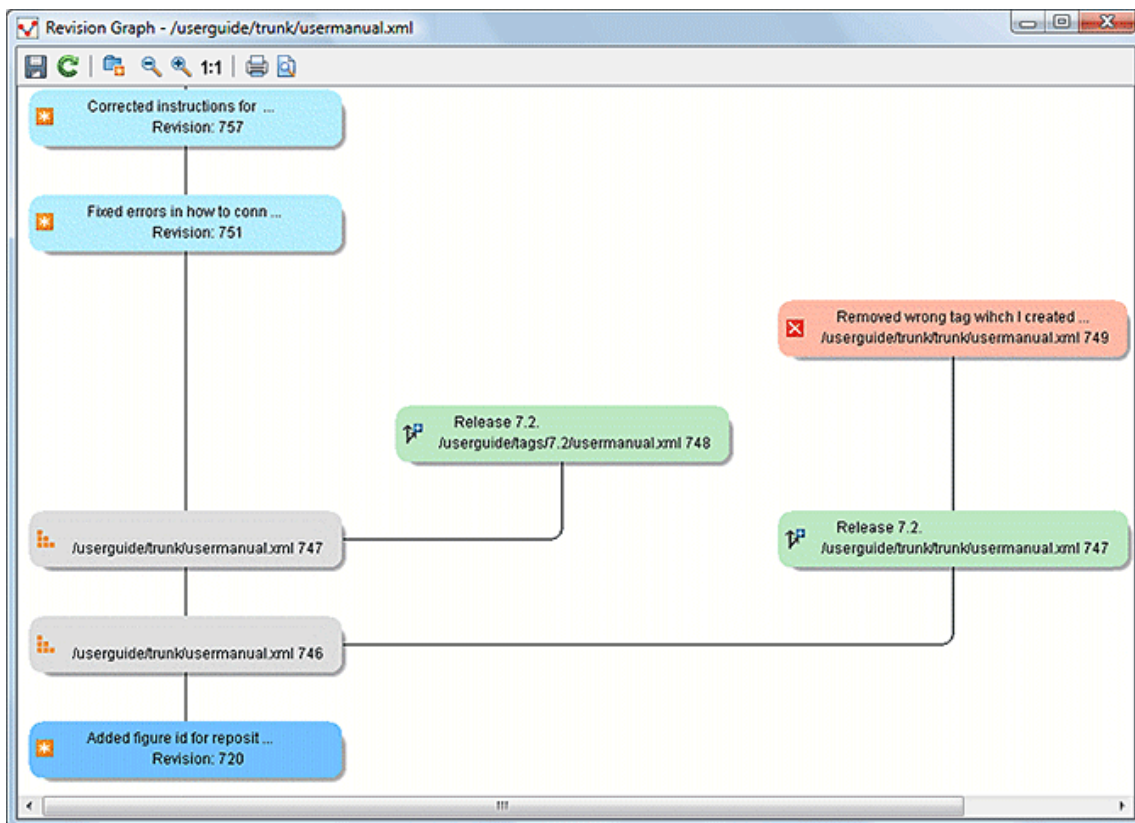 Revision Graph - /userguide/trunk/usermanual.xml
1:1
Corrected instructions for ...
Revision: 757
Fixed errors in how to conn ...
Revision: 751
Removed wrong tag wihch I created ...
/userguide/trunk/trunk/usermanual.xml 749
Release 7.2.
/userguide/tags/7.2/usermanual.xml 748
/userguide/trunk/usermanual.xml 747
Release 7.2.
/userguide/trunk/trunk/usermanual.xml 747
/userguide/trunk/usermanual.xml 746
Added figure id for reposit ...
Revision: 720